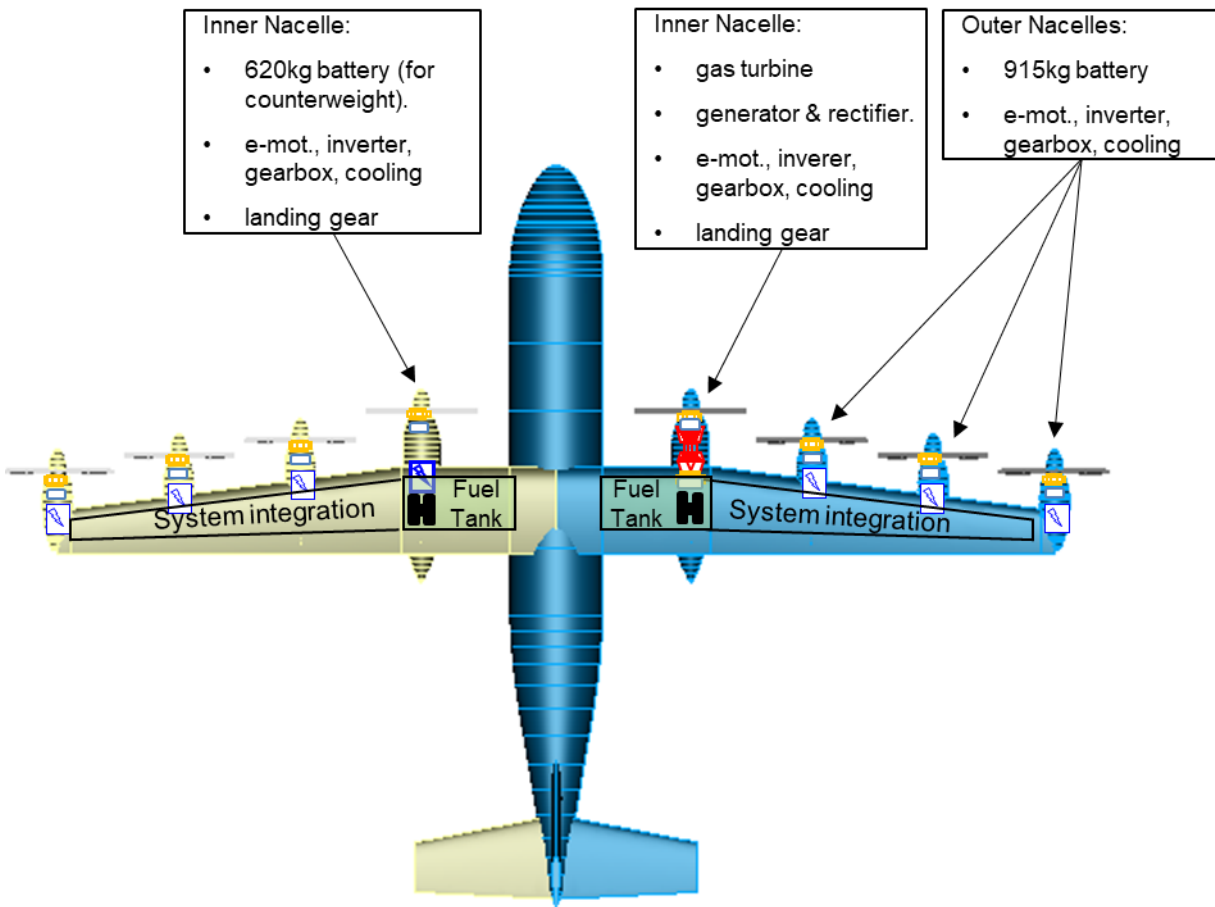 Inner Nacelle:
• 620kg battery (for
counterweight).
• e-mot., inverter,
gearbox, cooling
• landing gear
Inner Nacelle:
• gas turbine
• generator & rectifier.
• e-mot., inverer,
gearbox, cooling
• landing gear
Outer Nacelles:
• 915kg battery
• e-mot., inverter,
gearbox, cooling
System integration
Fuel
Tank
Fuel
Tank
System integration